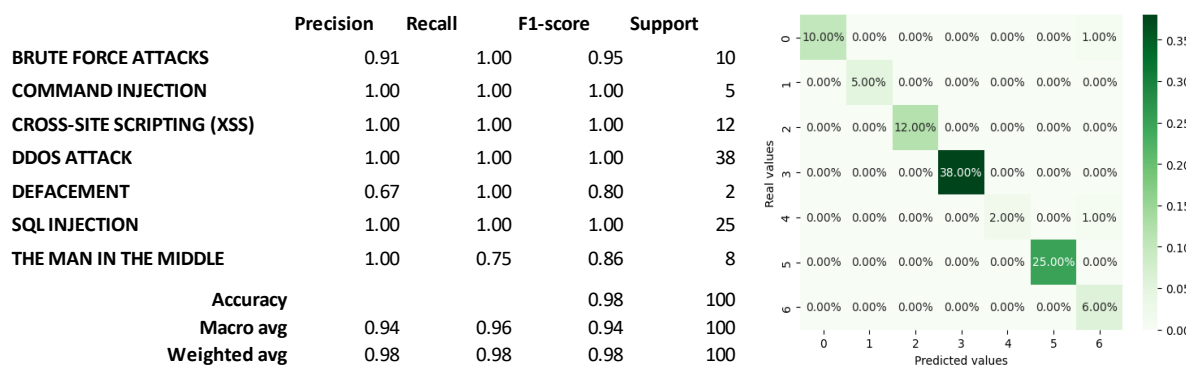 Precision Recall F1-score Support
BRUTE FORCE ATTACKS 0.91 1.00 0.95 10
COMMAND INJECTION 1.00 1.00 1.00 5
CROSS-SITE SCRIPTING (XSS) 1.00 1.00 1.00 12
DDOS ATTACK 1.00 1.00 1.00 38
DEFACEMENT 0.67 1.00 0.80 2
SQL INJECTION 1.00 1.00 1.00 25
THE MAN IN THE MIDDLE 1.00 0.75 0.86 8
Accuracy 0.98 100
Macro avg 0.94 0.96 0.94 100
Weighted avg 0.98 0.98 0.98 100
Real values
0 10.00% 0.00% 0.00% 0.00% 0.00% 0.00% 1.00%
1 0.00% 5.00% 0.00% 0.00% 0.00% 0.00% 0.00%
2 0.00% 0.00% 12.00% 0.00% 0.00% 0.00% 0.00%
3 0.00% 0.00% 0.00% 38.00% 0.00% 0.00% 0.00%
4 0.00% 0.00% 0.00% 0.00% 2.00% 0.00% 1.00%
5 0.00% 0.00% 0.00% 0.00% 0.00% 25.00% 0.00%
6 0.00% 0.00% 0.00% 0.00% 0.00% 0.00% 6.00%
0 1 2 3 4 5 6
Predicted values
0.35
0.30
0.25
0.20
0.15
0.10
0.05
0.00